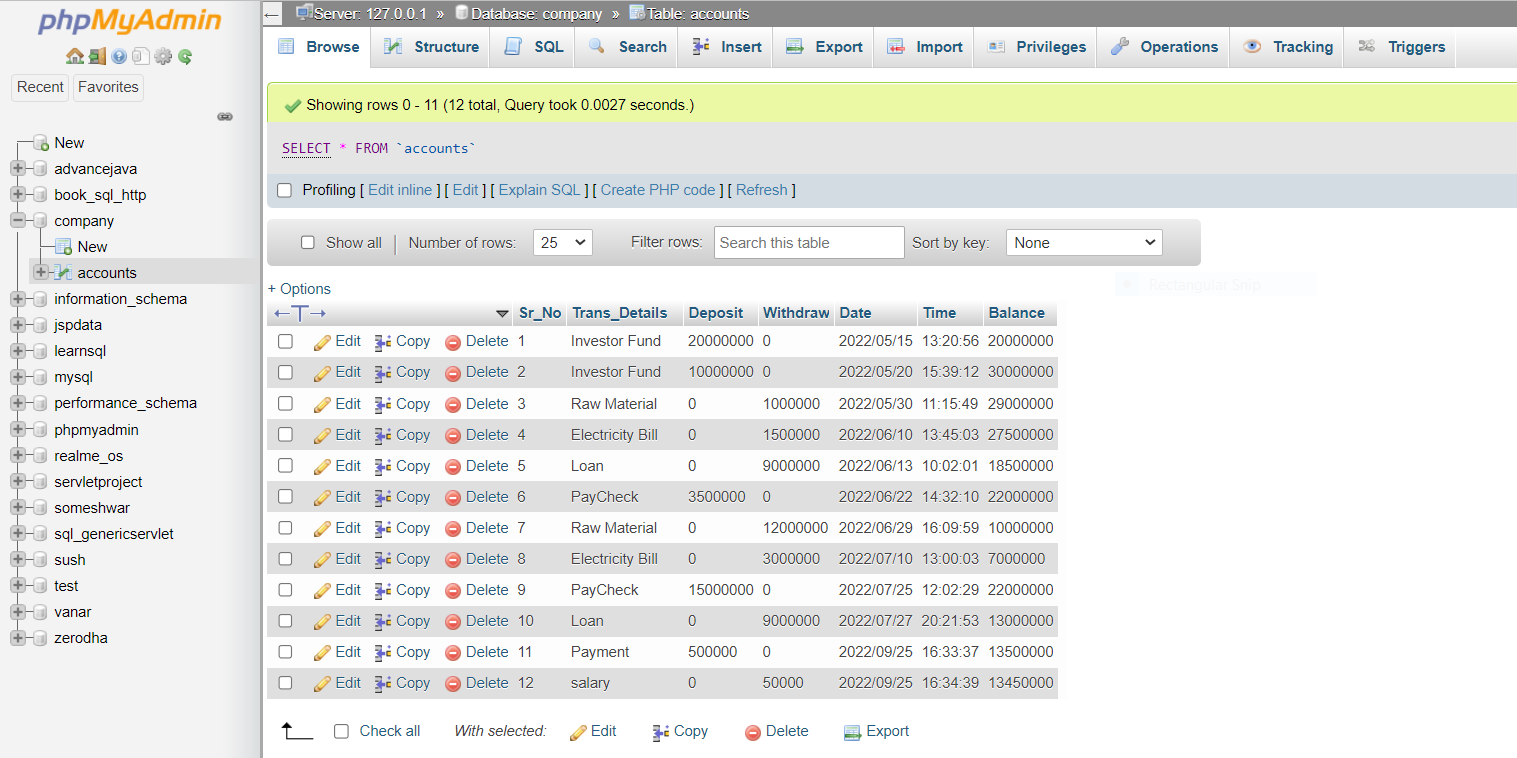 phpMyAdmin
Recent Favorites
New
advancejava
book_sql_http
company
New
accounts
information_schema
jspdata
learnsql
mysql
performance_schema
phpmyadmin
realme_os
servletproject
someshwar
sql_genericservlet
sush
test
vanar
zerodha
← Server: 127.0.0.1 » Database: company » Table: accounts
Browse Structure SQL Search Insert Export Import Privileges Operations Tracking Triggers
Showing rows 0 - 11 (12 total, Query took 0.0027 seconds.)
SELECT * FROM `accounts`
Profiling [ Edit inline ] [ Edit ] [ Explain SQL ] [ Create PHP code ] [ Refresh ]
Show all | Number of rows: 25 Filter rows: Search this table Sort by key: None
Rectangular Snip
+ Options
←T→ Sr_No Trans_Details Deposit Withdraw Date Time Balance
Edit Copy Delete 1 Investor Fund 20000000 0 2022/05/15 13:20:56 20000000
Edit Copy Delete 2 Investor Fund 10000000 0 2022/05/20 15:39:12 30000000
Edit Copy Delete 3 Raw Material 0 1000000 2022/05/30 11:15:49 29000000
Edit Copy Delete 4 Electricity Bill 0 1500000 2022/06/10 13:45:03 27500000
Edit Copy Delete 5 Loan 0 9000000 2022/06/13 10:02:01 18500000
Edit Copy Delete 6 PayCheck 3500000 0 2022/06/22 14:32:10 22000000
Edit Copy Delete 7 Raw Material 0 12000000 2022/06/29 16:09:59 10000000
Edit Copy Delete 8 Electricity Bill 0 3000000 2022/07/10 13:00:03 7000000
Edit Copy Delete 9 PayCheck 15000000 0 2022/07/25 12:02:29 22000000
Edit Copy Delete 10 Loan 0 9000000 2022/07/27 20:21:53 13000000
Edit Copy Delete 11 Payment 500000 0 2022/09/25 16:33:37 13500000
Edit Copy Delete 12 salary 0 50000 2022/09/25 16:34:39 13450000
Check all With selected: Edit Copy Delete Export